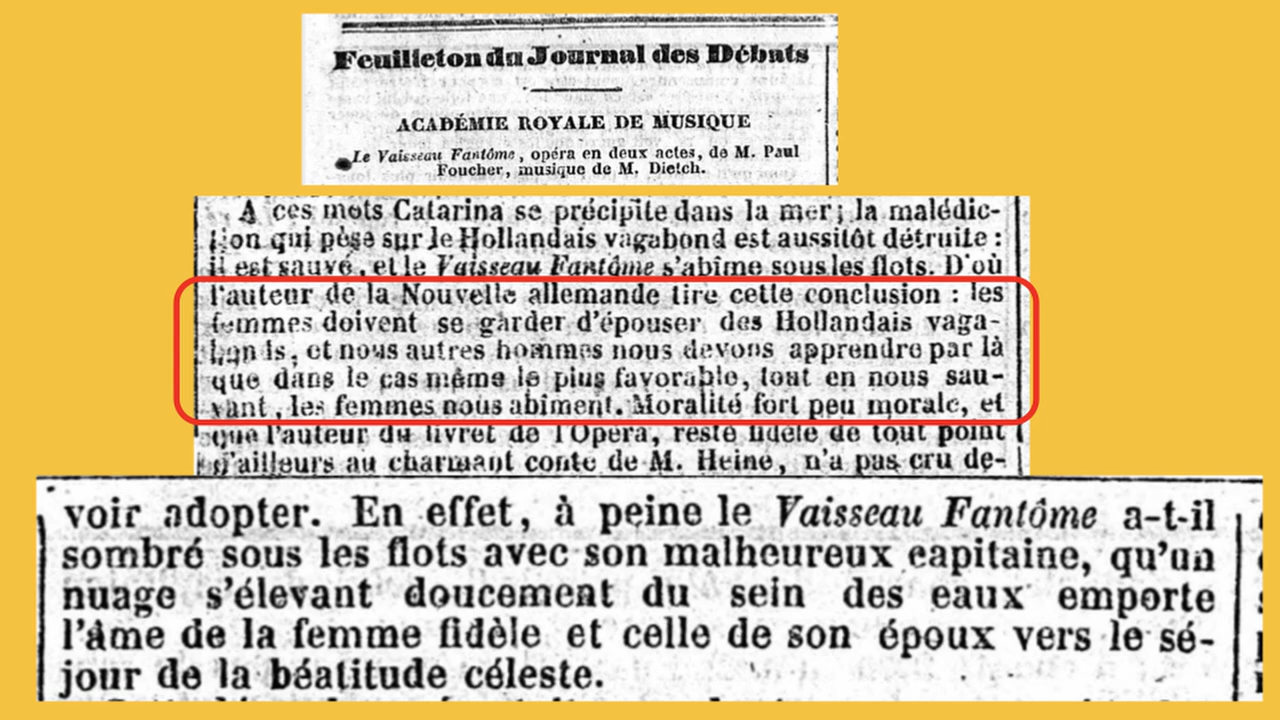 Feuilleton du Journal des Débats
ACADÉMIE ROYALE DE MUSIQUE
Le Vaisseau Fantôme, opéra en deux actes, de M. Paul
Foucher, musique de M. Dietch.
A ces mots Catarina se précipite dans la mer; la malédic-
tion qui pèse sur le Hollandais vagabond est aussitôt détruite :
il est sauvé, et le Vaisseau Fantôme s'abîme sous les flots. D'où
l'auteur de la Nouvelle allemande tire cette conclusion : les
femmes doivent se garder d'épouser des Hollandais vaga-
bonds, et nous autres hommes nous devons apprendre par là
que dans le cas même le plus favorable, tout en nous sau-
vant, les femmes nous abîment. Moralité fort peu morale, et
que l'auteur du livret de l'Opéra, resté fidèle de tout point
d'ailleurs au charmant conte de M. Heine, n'a pas cru de-
voir adopter. En effet, à peine le Vaisseau Fantôme a-t-il
sombré sous les flots avec son malheureux capitaine, qu'un
nuage s'élevant doucement du sein des eaux emporte
l'âme de la femme fidèle et celle de son époux vers le sé-
jour de la béatitude céleste.